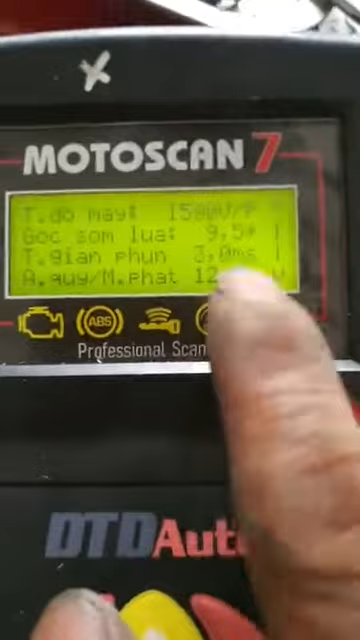 MOTOSCAN 7
T.do may: 1500V/P
Goc som lua: 9,5°
T.gian phun 3,0ms
A.quy/M.phat 12
ABS
Professional Scan
DTDAuto